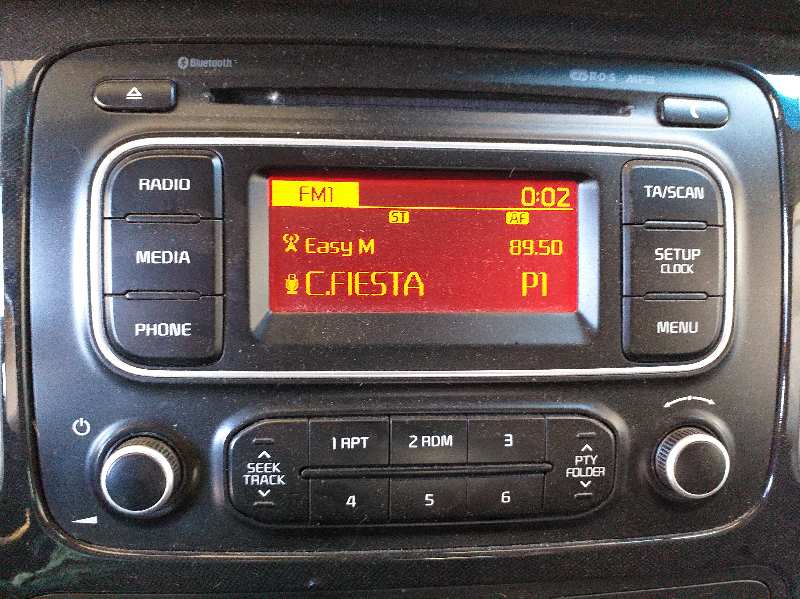 Bluetooth
R·D·S MP3
RADIO
MEDIA
PHONE
FM1 0:02
ST AF
Easy M 89.50
C.FIESTA P1
TA/SCAN
SETUP
CLOCK
MENU
SEEK
TRACK
1 RPT 2 RDM 3
4 5 6
PTY
FOLDER